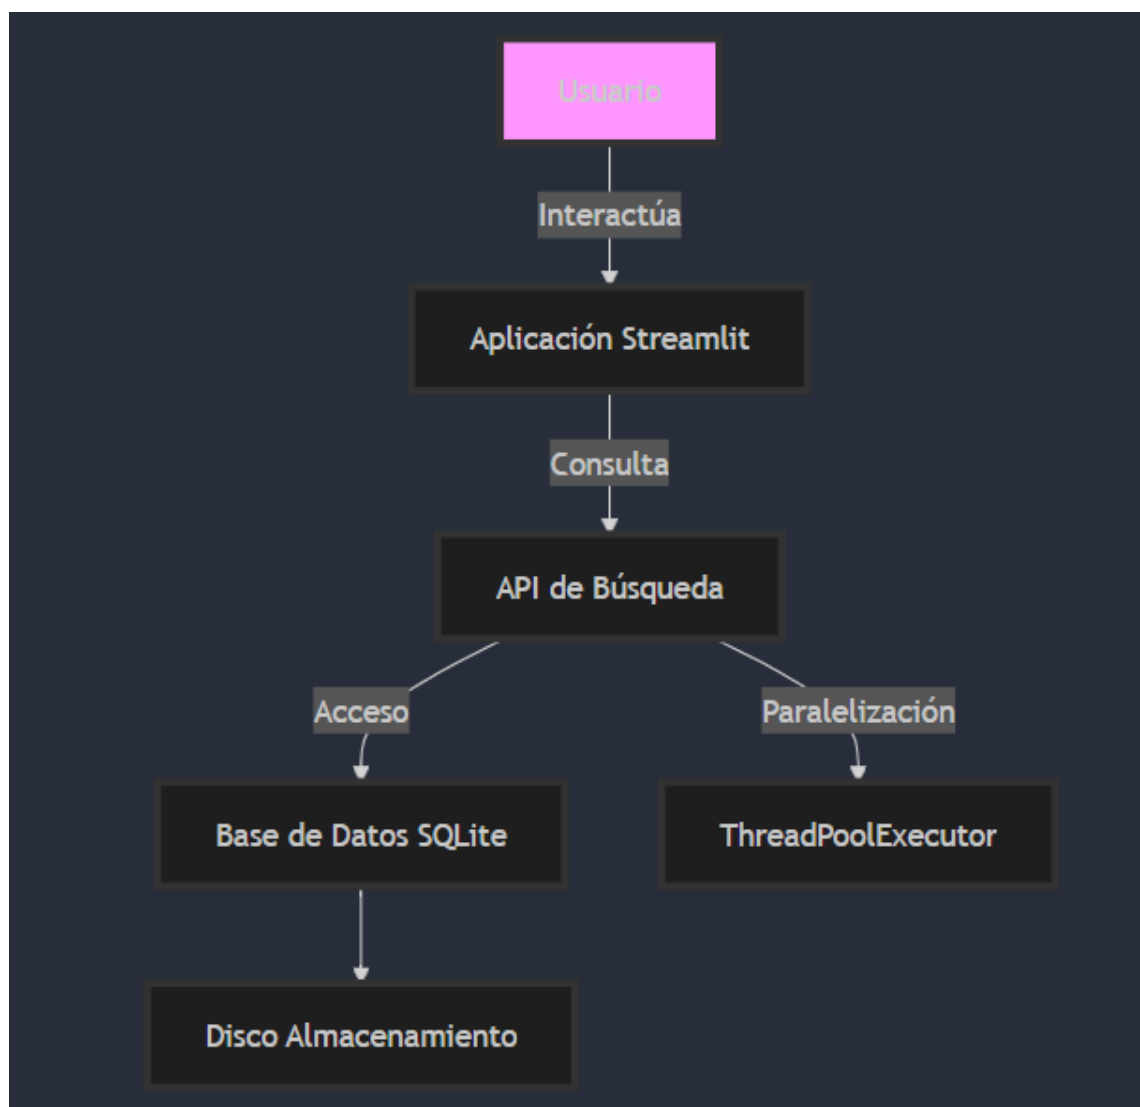 Usuario
Interactúa
Aplicación Streamlit
Consulta
API de Búsqueda
Acceso
Paralelización
Base de Datos SQLite
ThreadPoolExecutor
Disco Almacenamiento